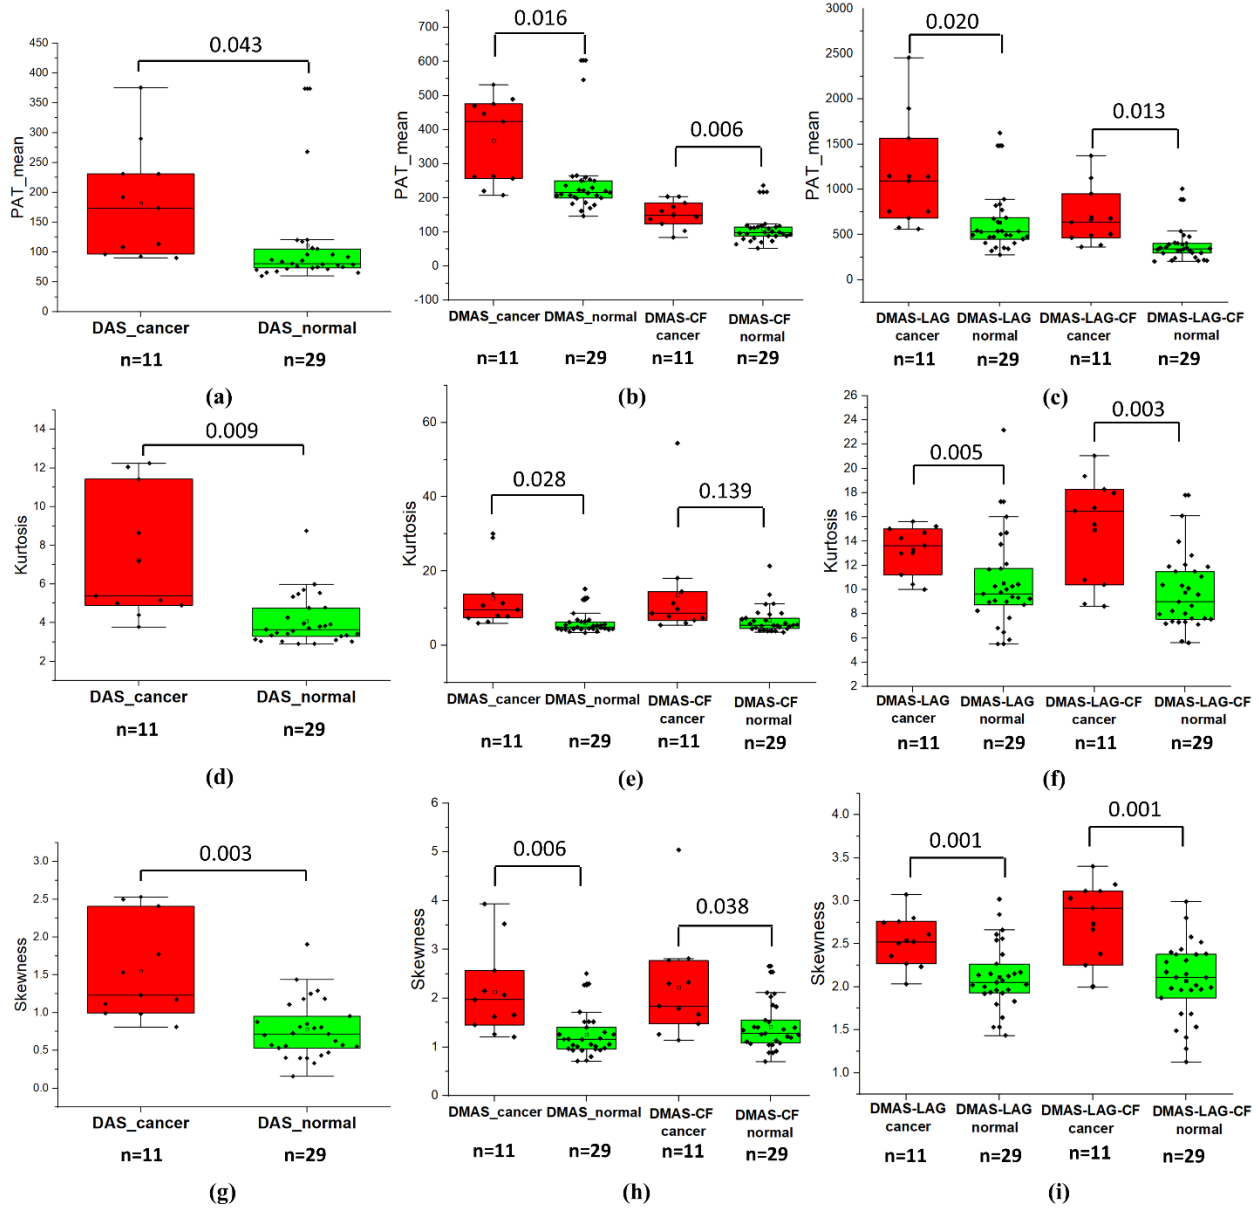 450
400
350
300
250
200
150
100
50
0
PAT_mean
0.043
DAS_cancer DAS_normal
n=11 n=29
(a)
700
600
500
400
300
200
100
0
-100
PAT_mean
0.016
0.006
DMAS_cancer DMAS_normal DMAS-CF DMAS-CF
cancer normal
n=11 n=29 n=11 n=29
(b)
3000
2500
2000
1500
1000
500
0
PAT_mean
0.020
0.013
DMAS-LAG DMAS-LAG DMAS-LAG-CF DMAS-LAG-CF
cancer normal cancer normal
n=11 n=29 n=11 n=29
(c)
14
12
10
8
6
4
2
Kurtosis
0.009
DAS_cancer DAS_normal
n=11 n=29
(d)
60
40
20
0
Kurtosis
0.028
0.139
DMAS_cancer DMAS_normal DMAS-CF DMAS-CF
cancer normal
n=11 n=29 n=11 n=29
(e)
26
24
22
20
18
16
14
12
10
8
6
4
2
Kurtosis
0.005
0.003
DMAS-LAG DMAS-LAG DMAS-LAG-CF DMAS-LAG-CF
cancer normal cancer normal
n=11 n=29 n=11 n=29
(f)
3.0
2.5
2.0
1.5
1.0
0.5
0.0
Skewness
0.003
DAS_cancer DAS_normal
n=11 n=29
(g)
6
5
4
3
2
1
0
Skewness
0.006
0.038
DMAS_cancer DMAS_normal DMAS-CF DMAS-CF
cancer normal
n=11 n=29 n=11 n=29
(h)
4.0
3.5
3.0
2.5
2.0
1.5
1.0
Skewness
0.001
0.001
DMAS-LAG DMAS-LAG DMAS-LAG-CF DMAS-LAG-CF
cancer normal cancer normal
n=11 n=29 n=11 n=29
(i)